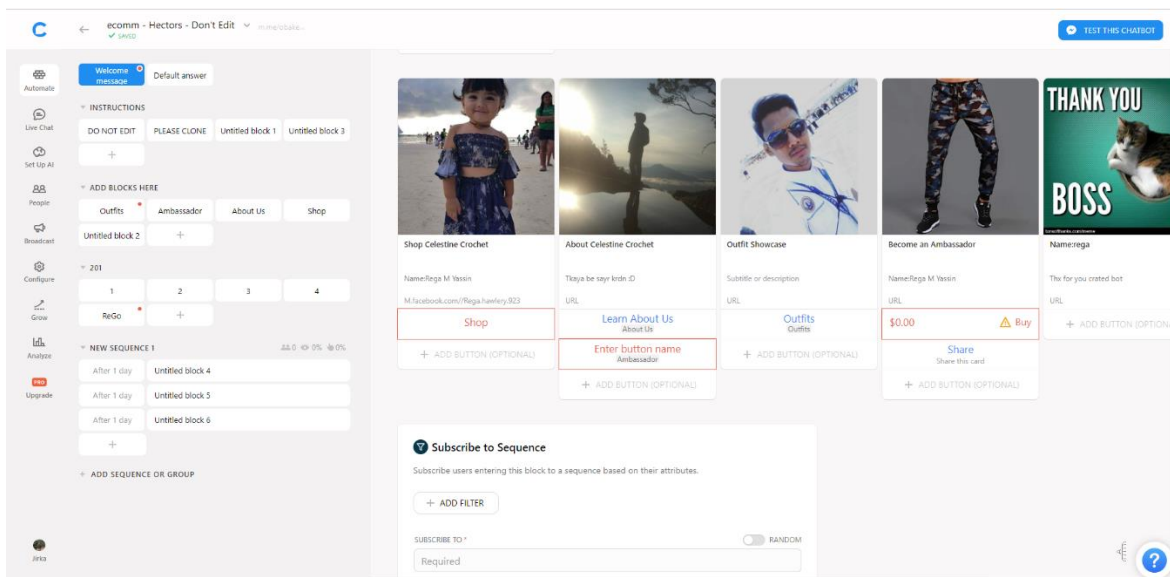 ecomm - Hectors - Don't Edit
SAVED
TEST THIS CHATBOT
Automate
Live Chat
Set Up AI
People
Broadcast
Configure
Grow
Analyze
PRO
Upgrade
Jirka
Welcome message
Default answer
INSTRUCTIONS
DO NOT EDIT
PLEASE CLONE
Untitled block 1
Untitled block 3
ADD BLOCKS HERE
Outfits
Ambassador
About Us
Shop
Untitled block 2
201
1
2
3
4
ReGo
NEW SEQUENCE 1
0
0%
0%
After 1 day
Untitled block 4
After 1 day
Untitled block 5
After 1 day
Untitled block 6
+ ADD SEQUENCE OR GROUP
Shop Celestine Crochet
Name:Rega M Yassin
M.facebook.com//Rega.hawlery.923
Shop
+ ADD BUTTON (OPTIONAL)
About Celestine Crochet
Tkaya be sayr krdn :D
URL
Learn About Us
About Us
Enter button name
Ambassador
+ ADD BUTTON (OPTIONAL)
Outfit Showcase
Subtitle or description
URL
Outfits
Outfits
+ ADD BUTTON (OPTIONAL)
Become an Ambassador
Name:Rega M Yassin
URL
$0.00
Buy
Share
Share this card
+ ADD BUTTON (OPTIONAL)
THANK YOU
BOSS
Name:rega
Thx for you crated bot
URL
+ ADD BUTTON (OPTIONA
Subscribe to Sequence
Subscribe users entering this block to a sequence based on their attributes.
+ ADD FILTER
SUBSCRIBE TO *
RANDOM
Required